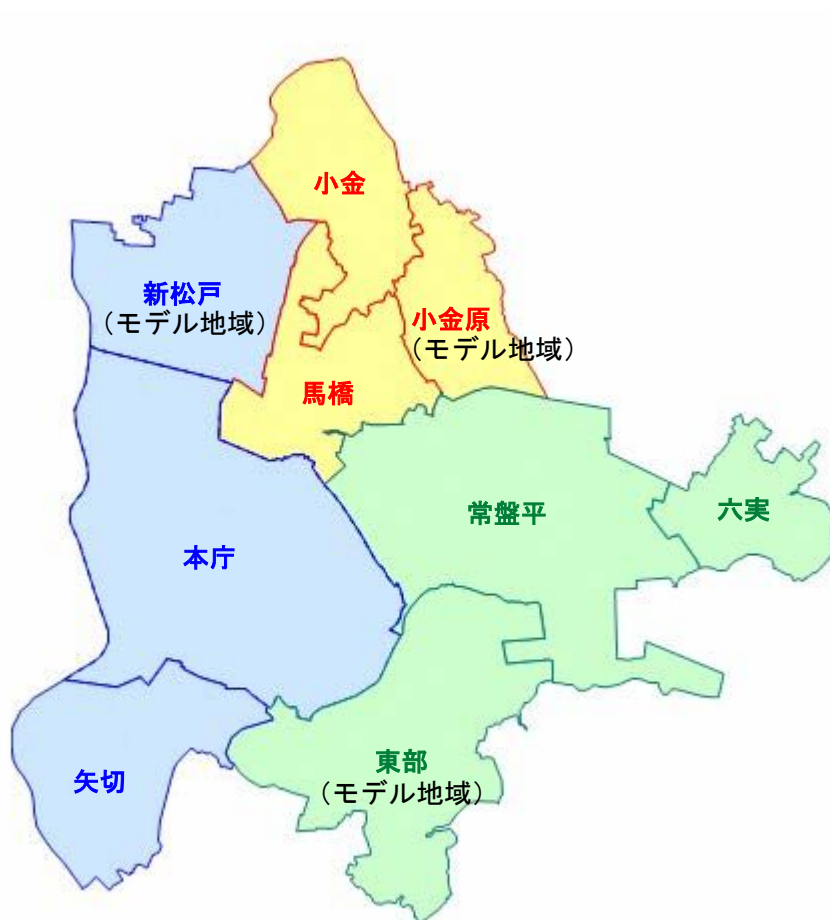 小金
新松戸
（モデル地域）
小金原
（モデル地域）
馬橋
常盤平
六実
本庁
東部
（モデル地域）
矢切